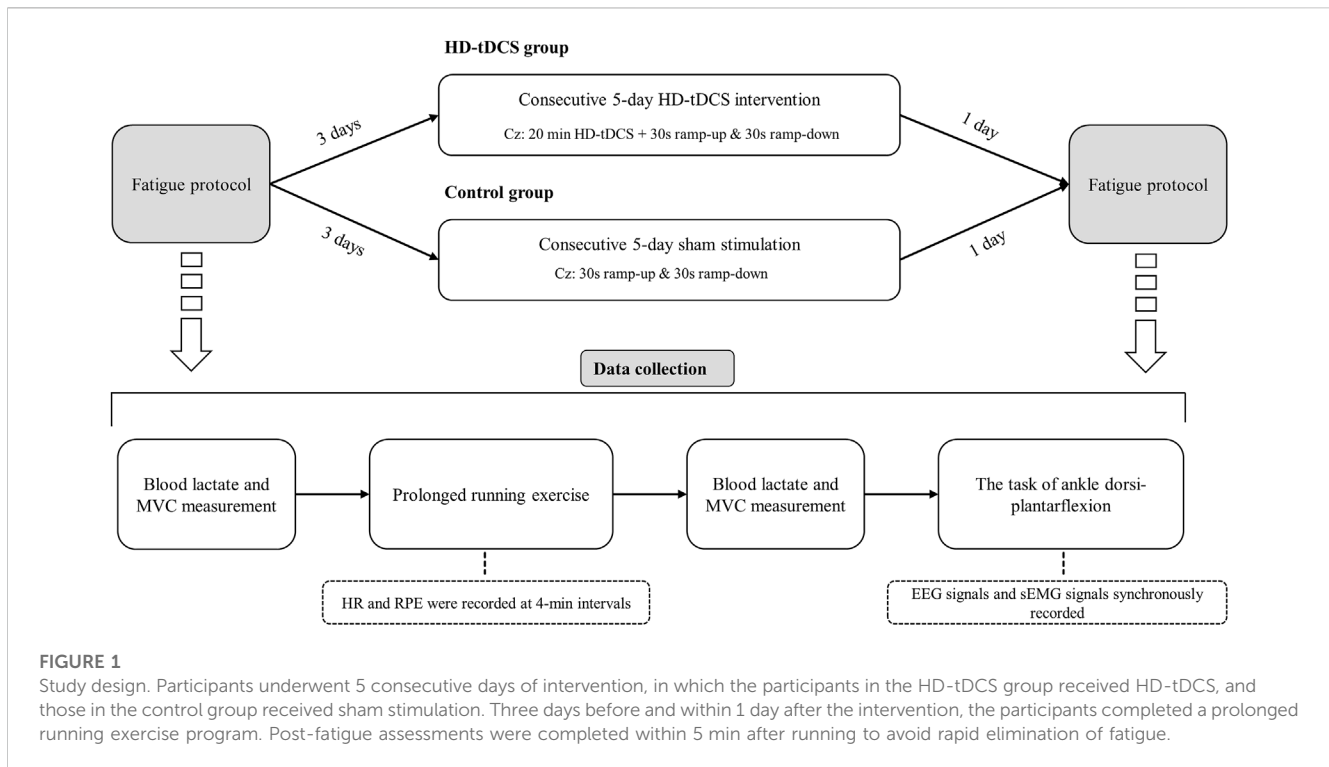 HD-tDCS group
Consecutive 5-day HD-tDCS intervention
Cz: 20 min HD-tDCS + 30s ramp-up & 30s ramp-down
3 days
1 day
Fatigue protocol
Fatigue protocol
Control group
3 days
1 day
Consecutive 5-day sham stimulation
Cz: 30s ramp-up & 30s ramp-down
Data collection
Blood lactate and
MVC measurement
Prolonged running exercise
Blood lactate and
MVC measurement
The task of ankle dorsi-
plantarflexion
HR and RPE were recorded at 4-min intervals
EEG signals and sEMG signals synchronously
recorded
FIGURE 1
Study design. Participants underwent 5 consecutive days of intervention, in which the participants in the HD-tDCS group received HD-tDCS, and
those in the control group received sham stimulation. Three days before and within 1 day after the intervention, the participants completed a prolonged
running exercise program. Post-fatigue assessments were completed within 5 min after running to avoid rapid elimination of fatigue.